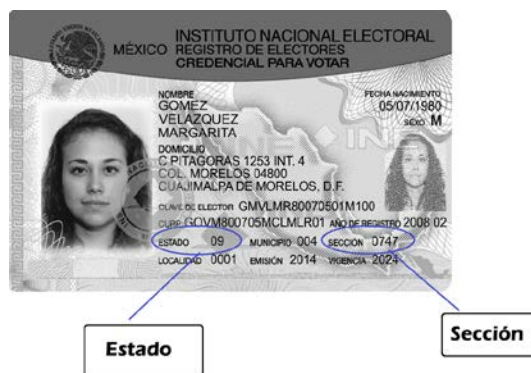 INSTITUTO NACIONAL ELECTORAL
MÉXICO REGISTRO DE ELECTORES
CREDENCIAL PARA VOTAR
NOMBRE
GOMEZ
VELAZQUEZ
MARGARITA
FECHA NACIMIENTO
05/07/1980
SEXO M
DOMICILIO
C PITAGORAS 1253 INT. 4
COL. MORELOS 04800
CUAJIMALPA DE MORELOS, D.F.
CLAVE DE ELECTOR GMVLMR80070501M100
CURP GOVM800705MCLMLR01 AÑO DE REGISTRO 2008 02
ESTADO 09 MUNICIPIO 004 SECCIÓN 0747
LOCALIDAD 0001 EMISIÓN 2014 VIGENCIA 2024
Estado
Sección